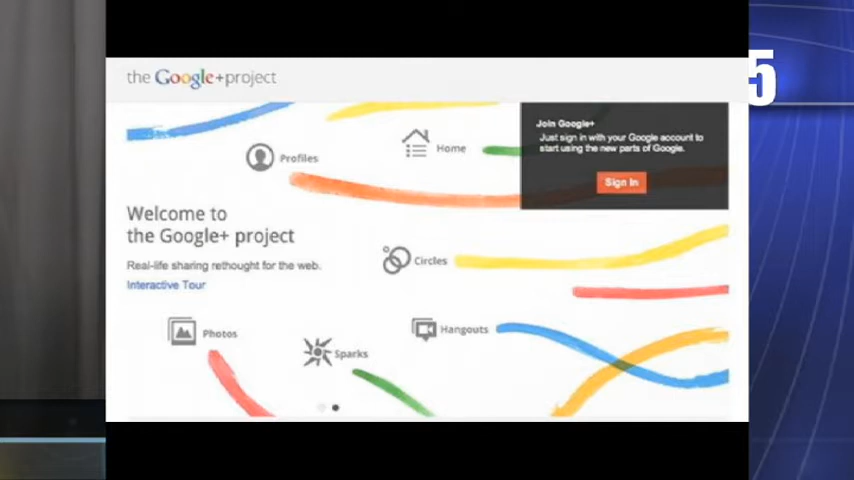 the Google+project
5
Join Google+
Just sign in with your Google account to
start using the new parts of Google.
Sign In
Home
Profiles
Welcome to
the Google+ project
Real-life sharing rethought for the web.
Interactive Tour
Circles
Photos
Sparks
Hangouts